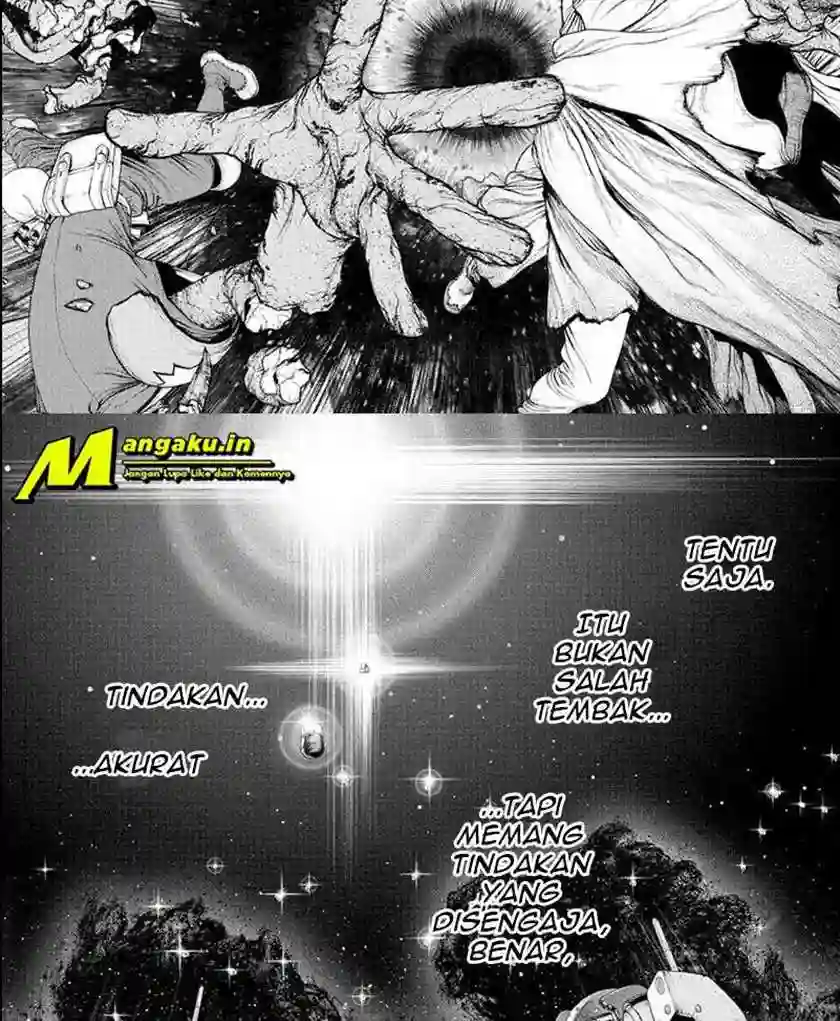 Mangaku.in
Jangan Lupa Like dan Komennya
TENTU
SAJA.
ITU
BUKAN
SALAH
TEMBAK...
TINDAKAN...
...AKURAT
...TAPI
MEMANG
TINDAKAN
YANG
DISENGAJA,
BENAR,